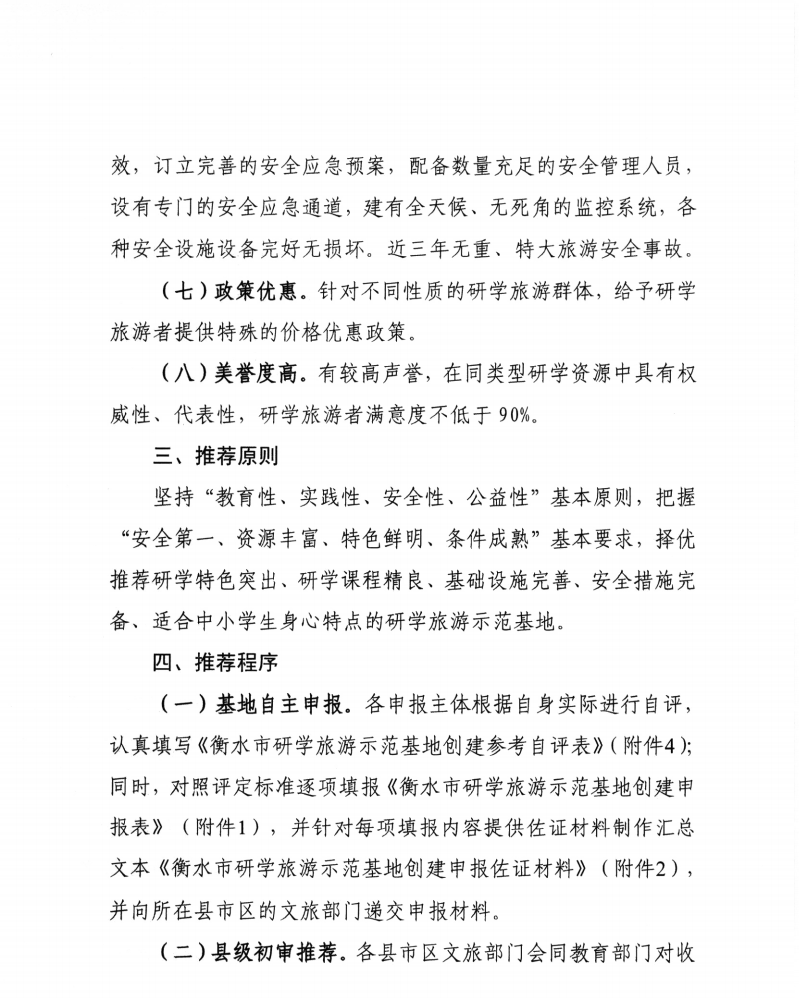 效，订立完善的安全应急预案，配备数量充足的安全管理人员，
设有专门的安全应急通道，建有全天候、无死角的监控系统，各
种安全设施设备完好无损坏。近三年无重、特大旅游安全事故。
（七）政策优惠。针对不同性质的研学旅游群体，给予研学
旅游者提供特殊的价格优惠政策。
（八）美誉度高。有较高声誉，在同类型研学资源中具有权
威性、代表性，研学旅游者满意度不低于 90%。
三、推荐原则
坚持“教育性、实践性、安全性、公益性”基本原则，把握
“安全第一、资源丰富、特色鲜明、条件成熟”基本要求，择优
推荐研学特色突出、研学课程精良、基础设施完善、安全措施完
备、适合中小学生身心特点的研学旅游示范基地。
四、推荐程序
（一）基地自主申报。各申报主体根据自身实际进行自评，
认真填写《衡水市研学旅游示范基地创建参考自评表》（附件4）；
同时，对照评定标准逐项填报《衡水市研学旅游示范基地创建申
报表》（附件1），并针对每项填报内容提供佐证材料制作汇总
文本《衡水市研学旅游示范基地创建申报佐证材料》（附件2），
并向所在县市区的文旅部门递交申报材料。
（二）县级初审推荐。各县市区文旅部门会同教育部门对收